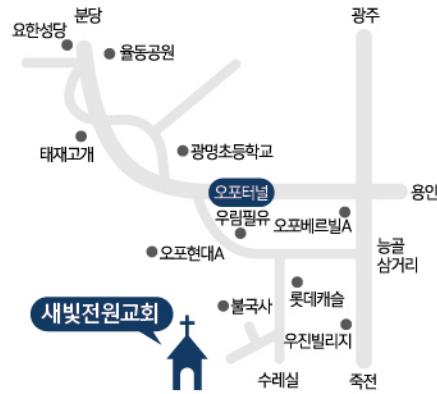 분당
광주
요한성당
율동공원
태재고개
광명초등학교
오포터널
용인
우림필유
오포베르빌A
능골
삼거리
오포현대A
롯데캐슬
불국사
새빛전원교회
우진빌리지
수레실
죽전